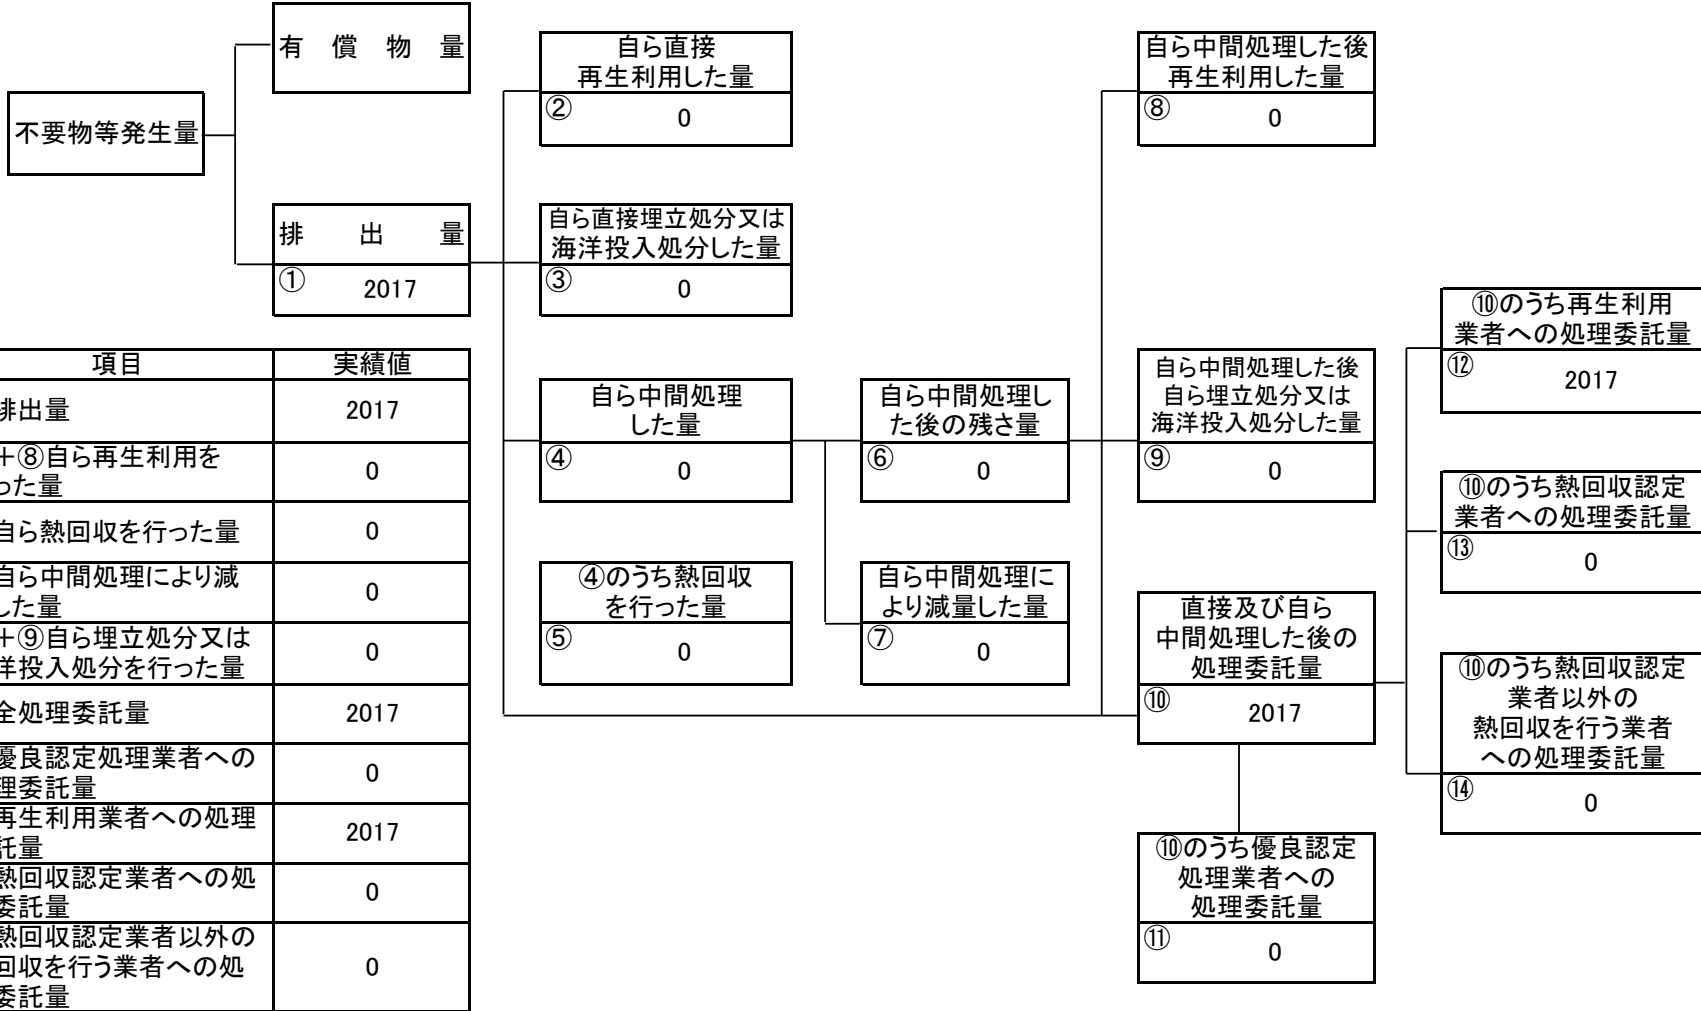 有　償　物　量
不要物等発生量
排　出　量
① 2017
自ら直接
再生利用した量
② 0
自ら直接埋立処分又は
海洋投入処分した量
③ 0
自ら中間処理
した量
④ 0
④のうち熱回収
を行った量
⑤ 0
自ら中間処理し
た後の残さ量
⑥ 0
自ら中間処理に
より減量した量
⑦ 0
自ら中間処理した後
再生利用した量
⑧ 0
自ら中間処理した後
自ら埋立処分又は
海洋投入処分した量
⑨ 0
直接及び自ら
中間処理した後の
処理委託量
⑩ 2017
⑩のうち優良認定
処理業者への
処理委託量
⑪ 0
⑩のうち再生利用
業者への処理委託量
⑫ 2017
⑩のうち熱回収認定
業者への処理委託量
⑬ 0
⑩のうち熱回収認定
業者以外の
熱回収を行う業者
への処理委託量
⑭ 0
項目 実績値
排出量 2017
＋⑧自ら再生利用を
った量 0
自ら熱回収を行った量 0
自ら中間処理により減
した量 0
＋⑨自ら埋立処分又は
洋投入処分を行った量 0
全処理委託量 2017
優良認定処理業者への
理委託量 0
再生利用業者への処理
託量 2017
熱回収認定業者への処
委託量 0
熱回収認定業者以外の
回収を行う業者への処
委託量 0